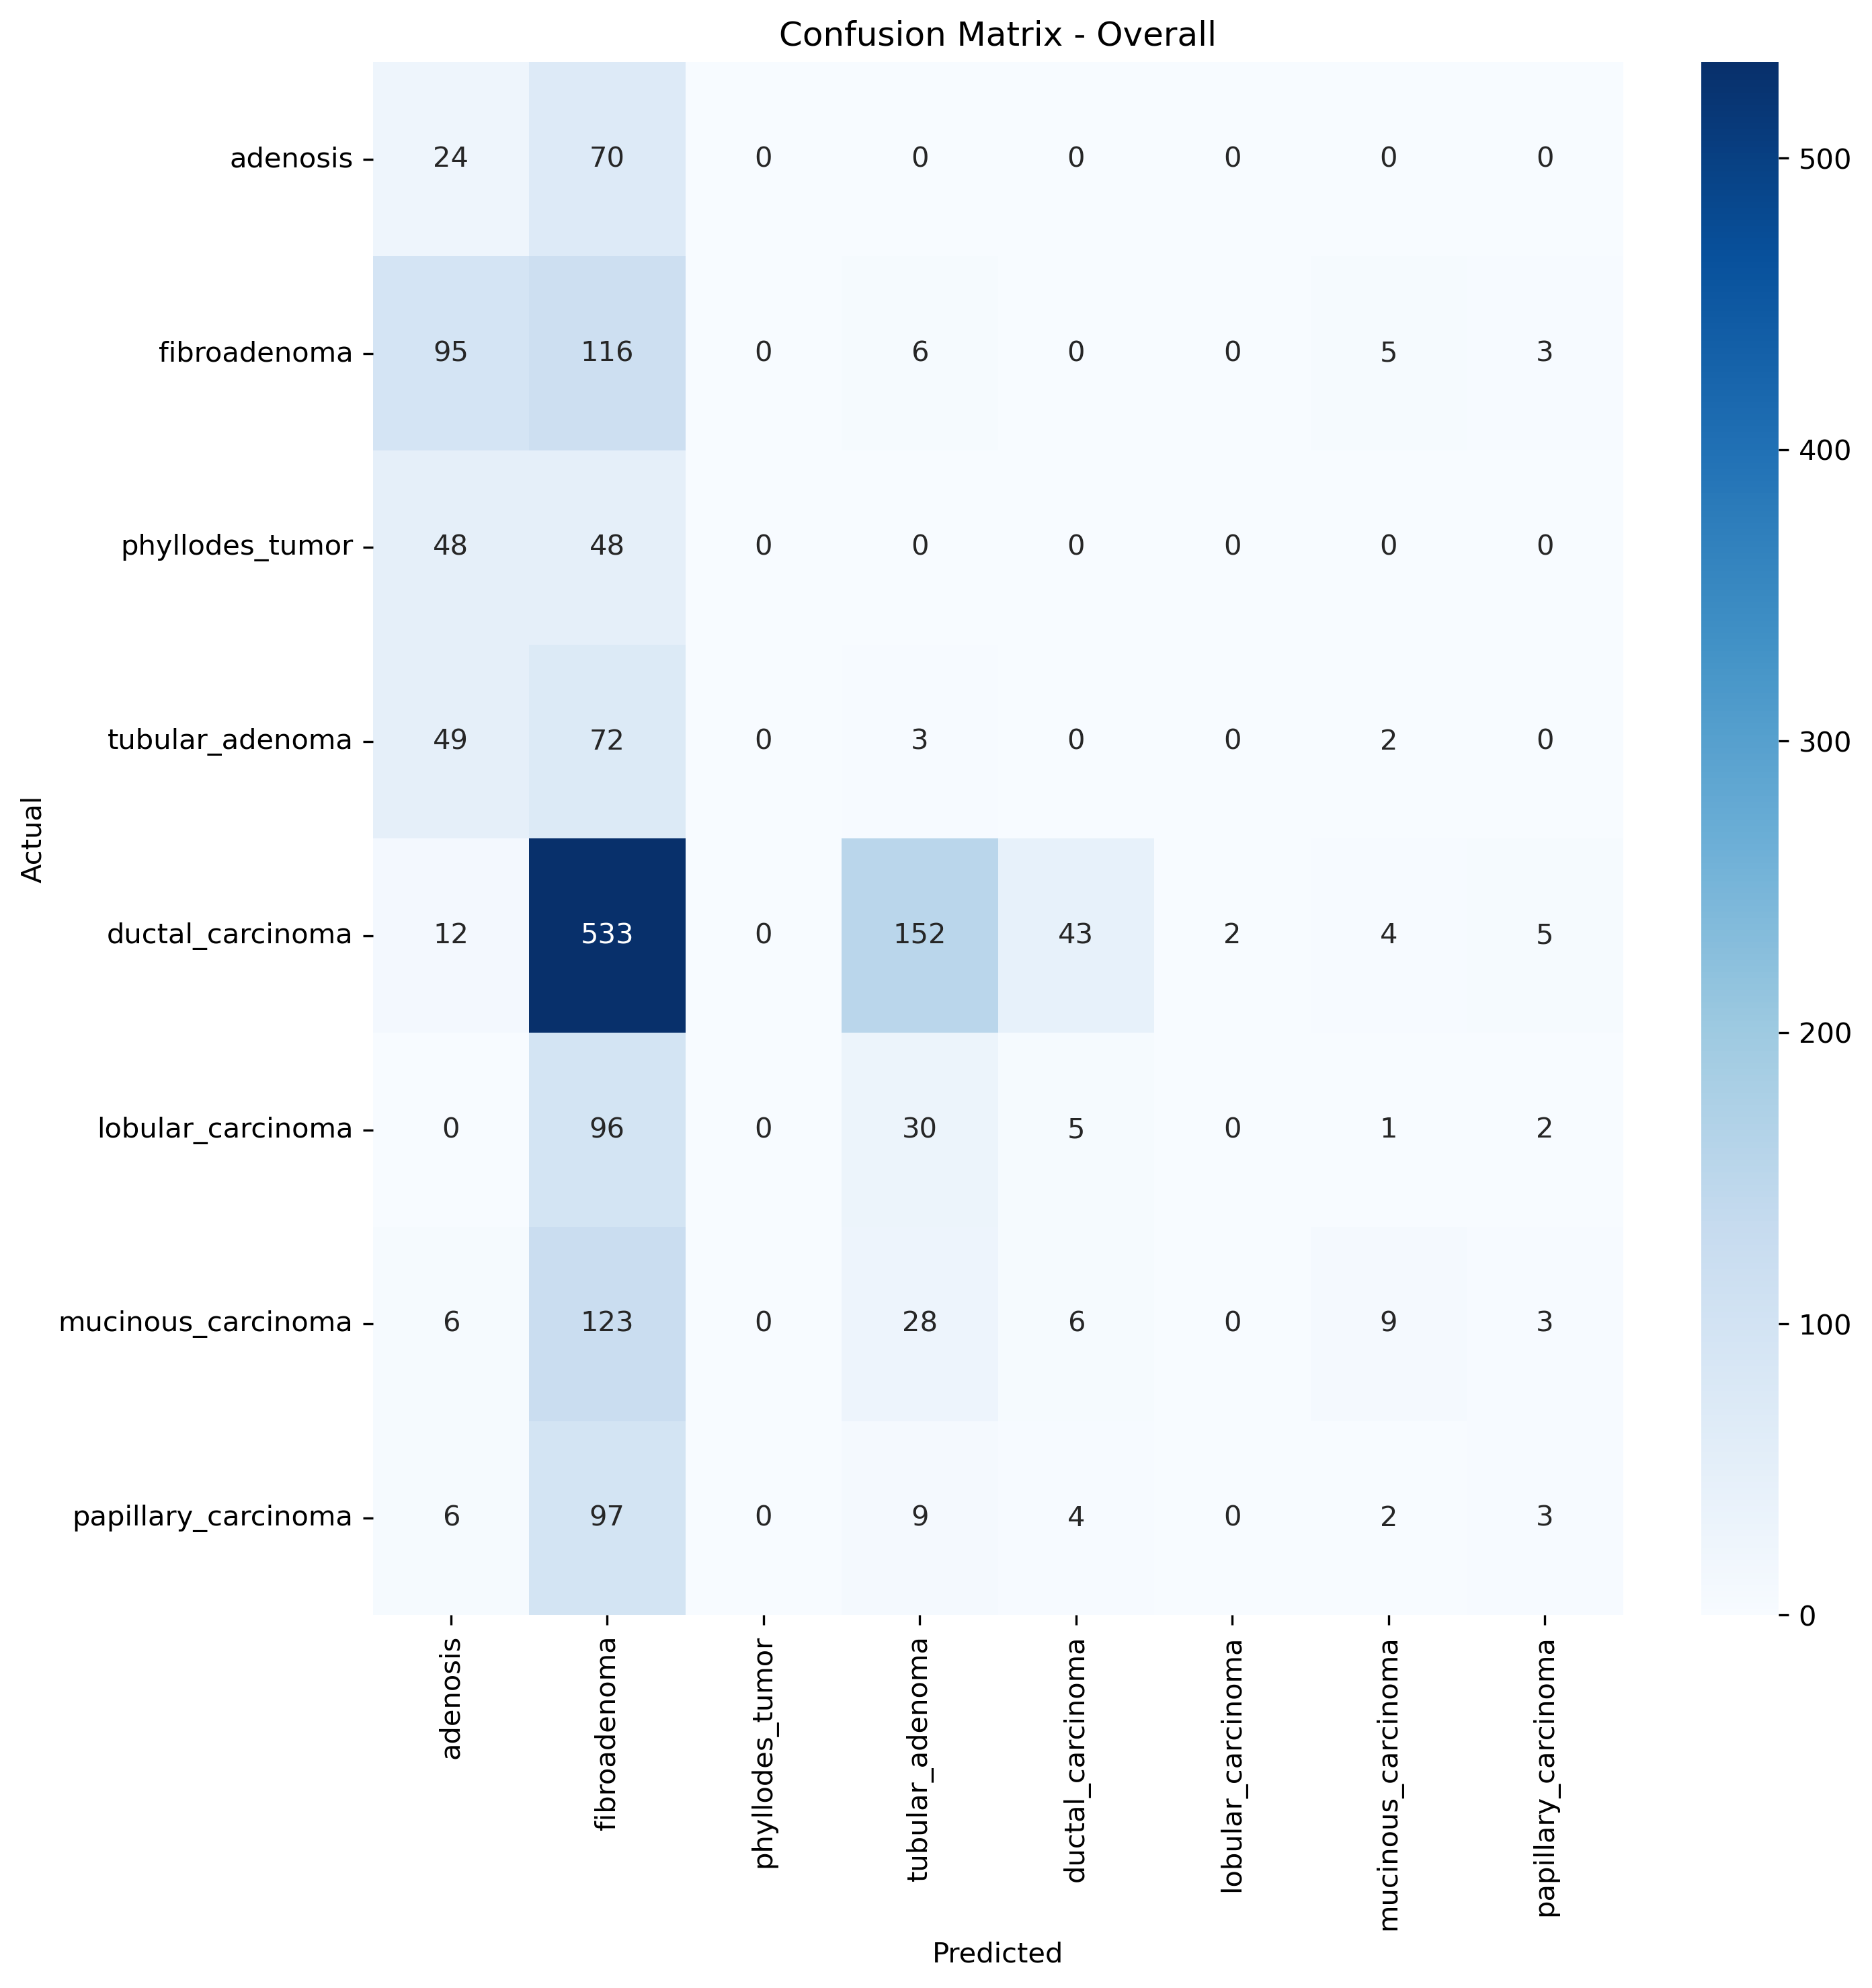 Confusion Matrix - Overall
adenosis 24 70 0 0 0 0 0 0
fibroadenoma 95 116 0 6 0 0 5 3
phyllodes_tumor 48 48 0 0 0 0 0 0
tubular_adenoma 49 72 0 3 0 0 2 0
ductal_carcinoma 12 533 0 152 43 2 4 5
lobular_carcinoma 0 96 0 30 5 0 1 2
mucinous_carcinoma 6 123 0 28 6 0 9 3
papillary_carcinoma 6 97 0 9 4 0 2 3
Actual
adenosis
fibroadenoma
phyllodes_tumor
tubular_adenoma
ductal_carcinoma
lobular_carcinoma
mucinous_carcinoma
papillary_carcinoma
Predicted
500
400
300
200
100
0